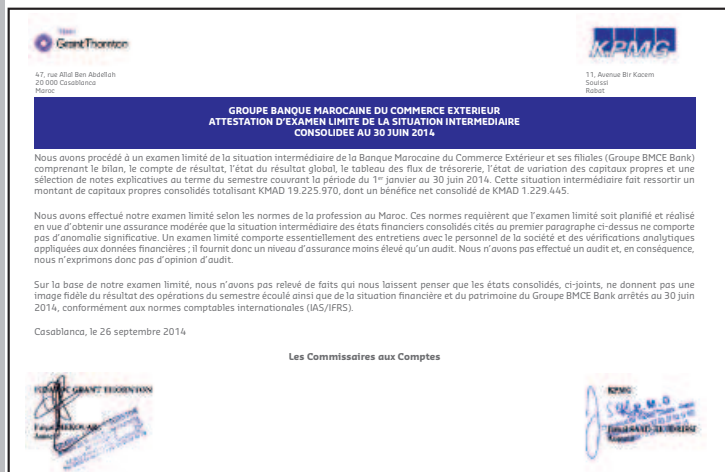 Grant Thornton
KPMG
47, rue Allal Ben Abdellah
20 000 Casablanca
Maroc
11, Avenue Bir Kacem
Souissi
Rabat
GROUPE BANQUE MAROCAINE DU COMMERCE EXTERIEUR
ATTESTATION D'EXAMEN LIMITE DE LA SITUATION INTERMEDIAIRE
CONSOLIDEE AU 30 JUIN 2014
Nous avons procédé à un examen limité de la situation intermédiaire de la Banque Marocaine du Commerce Extérieur et ses filiales (Groupe BMCE Bank)
comprenant le bilan, le compte de résultat, l'état du résultat global, le tableau des flux de trésorerie, l'état de variation des capitaux propres et une
sélection de notes explicatives au terme du semestre couvrant la période du 1er janvier au 30 juin 2014. Cette situation intermédiaire fait ressortir un
montant de capitaux propres consolidés totalisant KMAD 19.225.970, dont un bénéfice net consolidé de KMAD 1.229.445.
Nous avons effectué notre examen limité selon les normes de la profession au Maroc. Ces normes requièrent que l'examen limité soit planifié et réalisé
en vue d'obtenir une assurance modérée que la situation intermédiaire des états financiers consolidés cités au premier paragraphe ci-dessus ne comporte
pas d'anomalie significative. Un examen limité comporte essentiellement des entretiens avec le personnel de la société et des vérifications analytiques
appliquées aux données financières ; il fournit donc un niveau d'assurance moins élevé qu'un audit. Nous n'avons pas effectué un audit et, en conséquence,
nous n'exprimons donc pas d'opinion d'audit.
Sur la base de notre examen limité, nous n'avons pas relevé de faits qui nous laissent penser que les états consolidés, ci-joints, ne donnent pas une
image fidèle du résultat des opérations du semestre écoulé ainsi que de la situation financière et du patrimoine du Groupe BMCE Bank arrêtés au 30 juin
2014, conformément aux normes comptables internationales (IAS/IFRS).
Casablanca, le 26 septembre 2014
Les Commissaires aux Comptes
GRANT THORNTON
KPMG